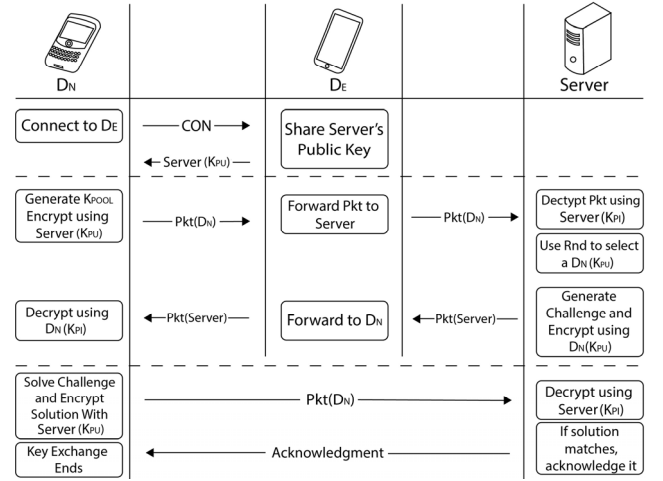 DN
DE
Server
Connect to DE
CON
Share Server's
Public Key
Server (KPU)
Generate KPOOL
Encrypt using
Server (KPU)
Pkt(DN)
Forward Pkt to
Server
Pkt(DN)
Dectypt Pkt using
Server (KPI)
Use Rnd to select
a DN (KPU)
Decrypt using
DN (KPI)
Pkt(Server)
Forward to DN
Pkt(Server)
Generate
Challenge and
Encrypt using
DN(KPU)
Solve Challenge
and Encrypt
Solution With
Server (KPU)
Pkt(DN)
Decrypt using
Server (KPI)
Key Exchange
Ends
Acknowledgment
If solution
matches,
acknowledge it